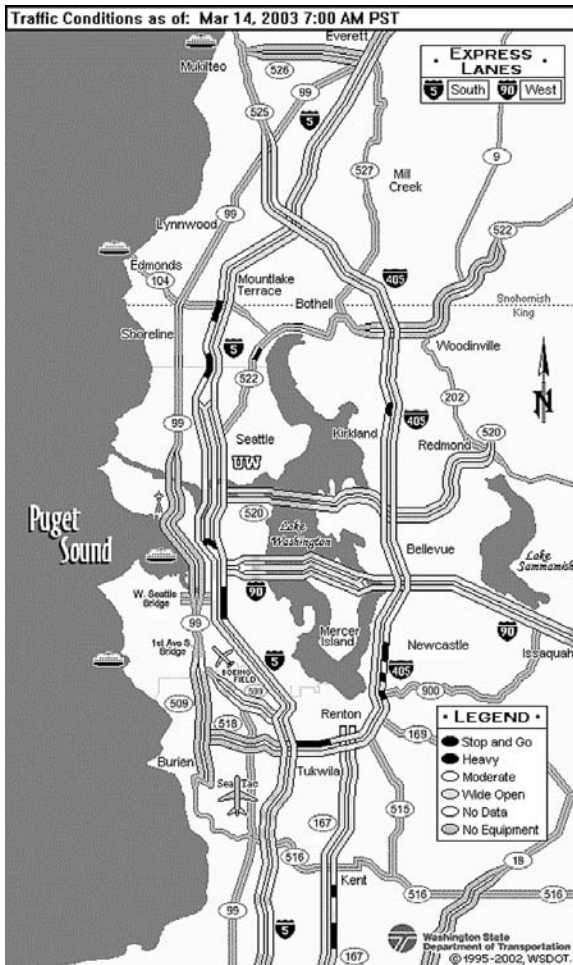 Traffic Conditions as of: Mar 14, 2003 7:00 AM PST
Everett
Mukilteo
526
99
5
525
EXPRESS
LANES
5 South 90 West
9
527
Mill
Creek
Lynnwood
99
522
Edmonds
104
Mountlake
Terrace
405
Bothell
Snohomish
King
Shoreline
5
522
Woodinville
N
99
202
Seattle
UW
Kirkland
405
Redmond
520
Puget
Sound
520
Lake
Washington
Bellevue
Lake
Sammamish
W. Seattle
Bridge
90
99
1st Ave S.
Bridge
Mercer
Island
Newcastle
90
Issaquah
BOEING
FIELD
5
405
599
900
509
518
Renton
169
Burien
Tukwila
Sea Tac
LEGEND
Stop and Go
Heavy
Moderate
Wide Open
No Data
No Equipment
167
515
516
18
Kent
516
516
99
5
167
Washington State
Department of Transportation
© 1995-2002, WSDOT.